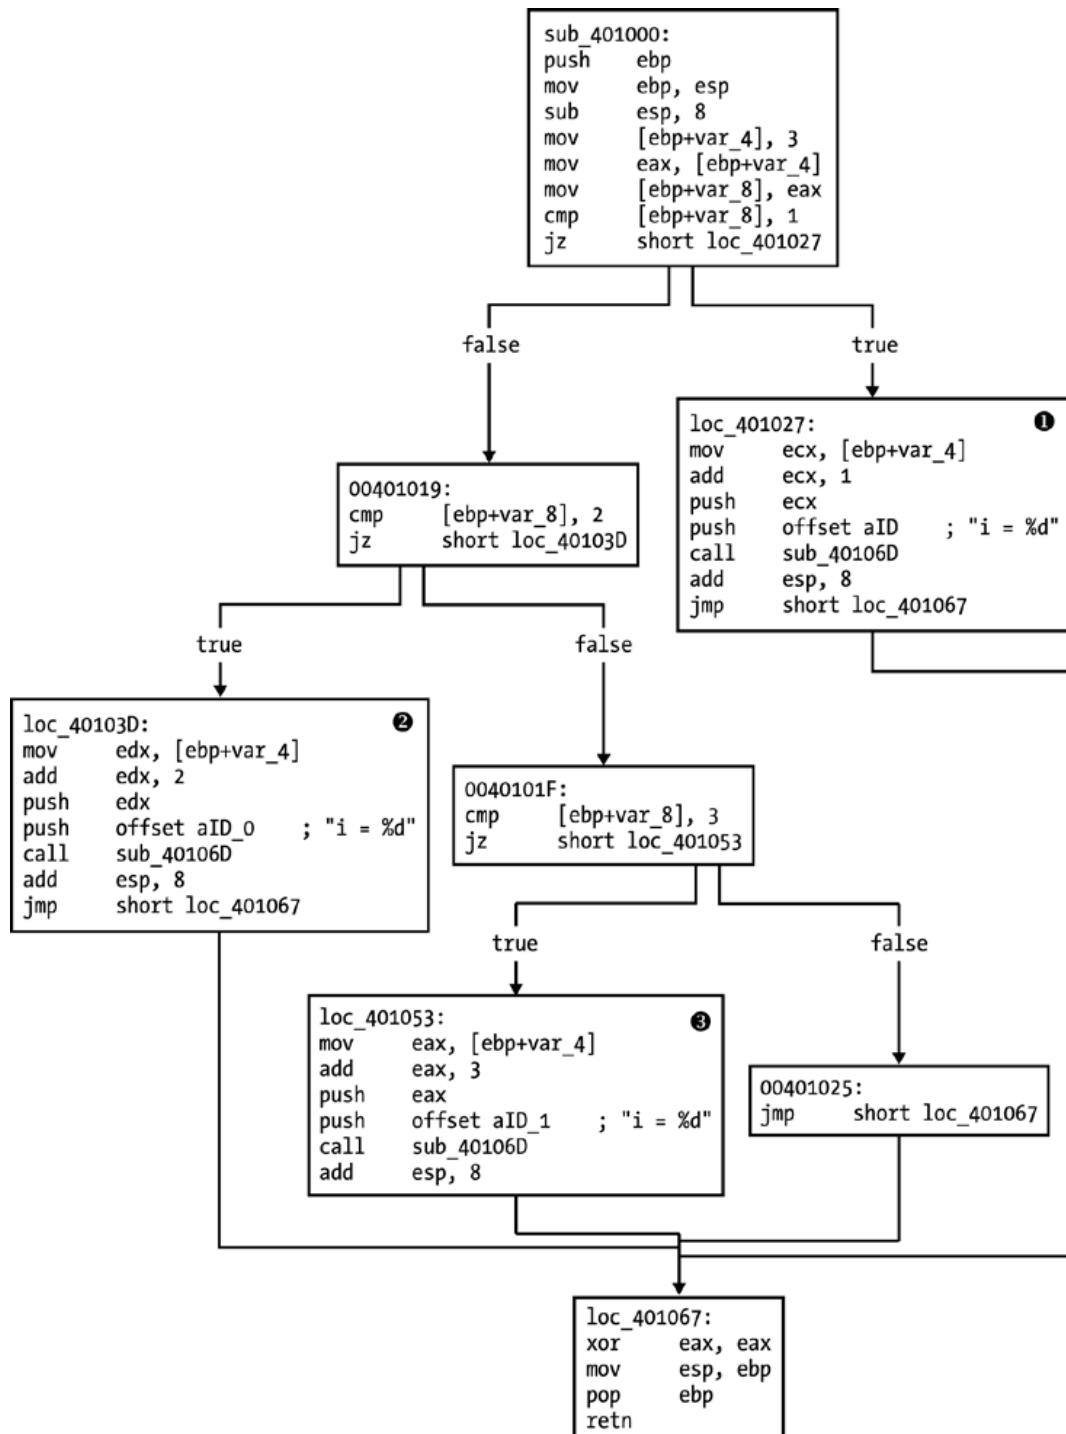 sub_401000:
push ebp
mov ebp, esp
sub esp, 8
mov [ebp+var_4], 3
mov eax, [ebp+var_4]
mov [ebp+var_8], eax
cmp [ebp+var_8], 1
jz short loc_401027
false
true
loc_401027: ❶
mov ecx, [ebp+var_4]
add ecx, 1
push ecx
push offset aID ; "i = %d"
call sub_40106D
add esp, 8
jmp short loc_401067
00401019:
cmp [ebp+var_8], 2
jz short loc_40103D
true
false
loc_40103D: ❷
mov edx, [ebp+var_4]
add edx, 2
push edx
push offset aID_0 ; "i = %d"
call sub_40106D
add esp, 8
jmp short loc_401067
0040101F:
cmp [ebp+var_8], 3
jz short loc_401053
true
false
loc_401053: ❸
mov eax, [ebp+var_4]
add eax, 3
push eax
push offset aID_1 ; "i = %d"
call sub_40106D
add esp, 8
00401025:
jmp short loc_401067
loc_401067:
xor eax, eax
mov esp, ebp
pop ebp
retn